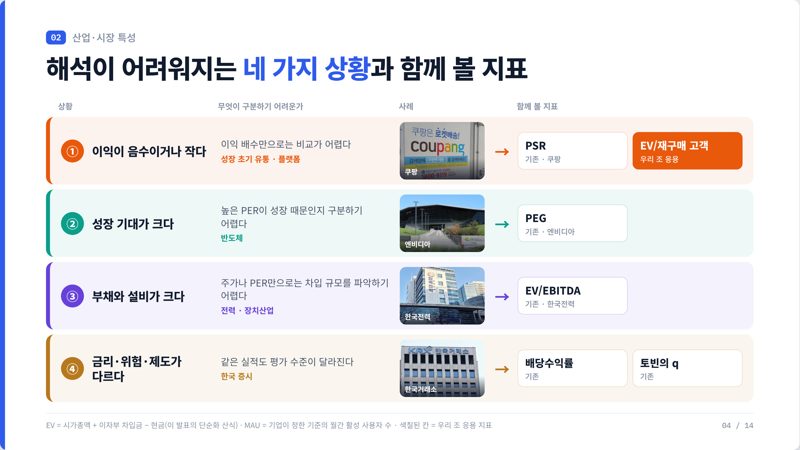 02 산업·시장 특성
해석이 어려워지는 네 가지 상황과 함께 볼 지표
상황
무엇이 구분하기 어려운가
사례
함께 볼 지표
① 이익이 음수이거나 작다
이익 배수만으로는 비교가 어렵다
성장 초기 유통 · 플랫폼
쿠팡은 로켓배송!
coupang
쿠팡
→
PSR
기존 · 쿠팡
EV/재구매 고객
우리 조 응용
② 성장 기대가 크다
높은 PER이 성장 때문인지 구분하기
어렵다
반도체
엔비디아
→
PEG
기존 · 엔비디아
③ 부채와 설비가 크다
주가나 PER만으로는 차입 규모를 파악하기
어렵다
전력 · 장치산업
한국전력
→
EV/EBITDA
기존 · 한국전력
④ 금리·위험·제도가
다르다
같은 실적도 평가 수준이 달라진다
한국 증시
KRX 한국거래소
한국거래소
→
배당수익률
기존
토빈의 q
기존
EV = 시가총액 + 이자부 차입금 − 현금(이 발표의 단순화 산식) · MAU = 기업이 정한 기준의 월간 활성 사용자 수 · 색칠된 칸 = 우리 조 응용 지표
04 / 14